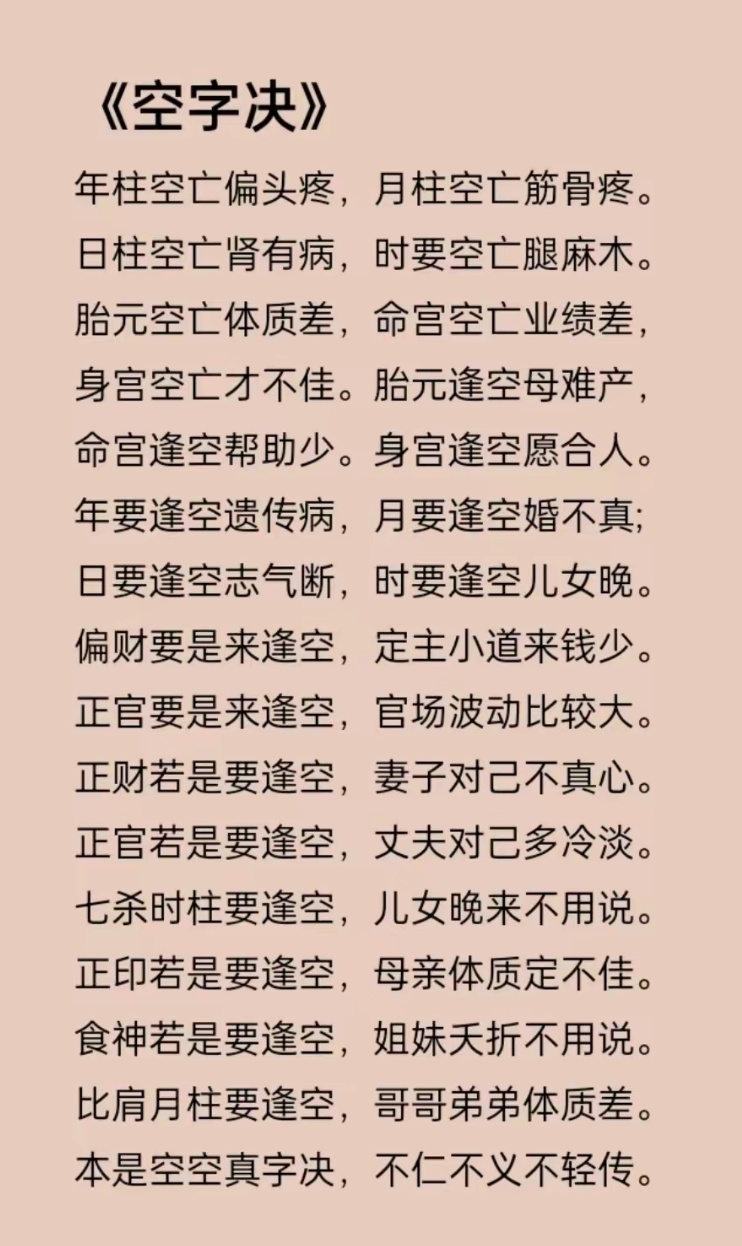 《空字决》
年柱空亡偏头疼，月柱空亡筋骨疼。
日柱空亡肾有病，时要空亡腿麻木。
胎元空亡体质差，命宫空亡业绩差，
身宫空亡才不佳。胎元逢空母难产，
命宫逢空帮助少。身宫逢空愿合人。
年要逢空遗传病，月要逢空婚不真;
日要逢空志气断，时要逢空儿女晚。
偏财要是来逢空，定主小道来钱少。
正官要是来逢空，官场波动比较大。
正财若是要逢空，妻子对己不真心。
正官若是要逢空，丈夫对己多冷淡。
七杀时柱要逢空，儿女晚来不用说。
正印若是要逢空，母亲体质定不佳。
食神若是要逢空，姐妹夭折不用说。
比肩月柱要逢空，哥哥弟弟体质差。
本是空空真字决，不仁不义不轻传。